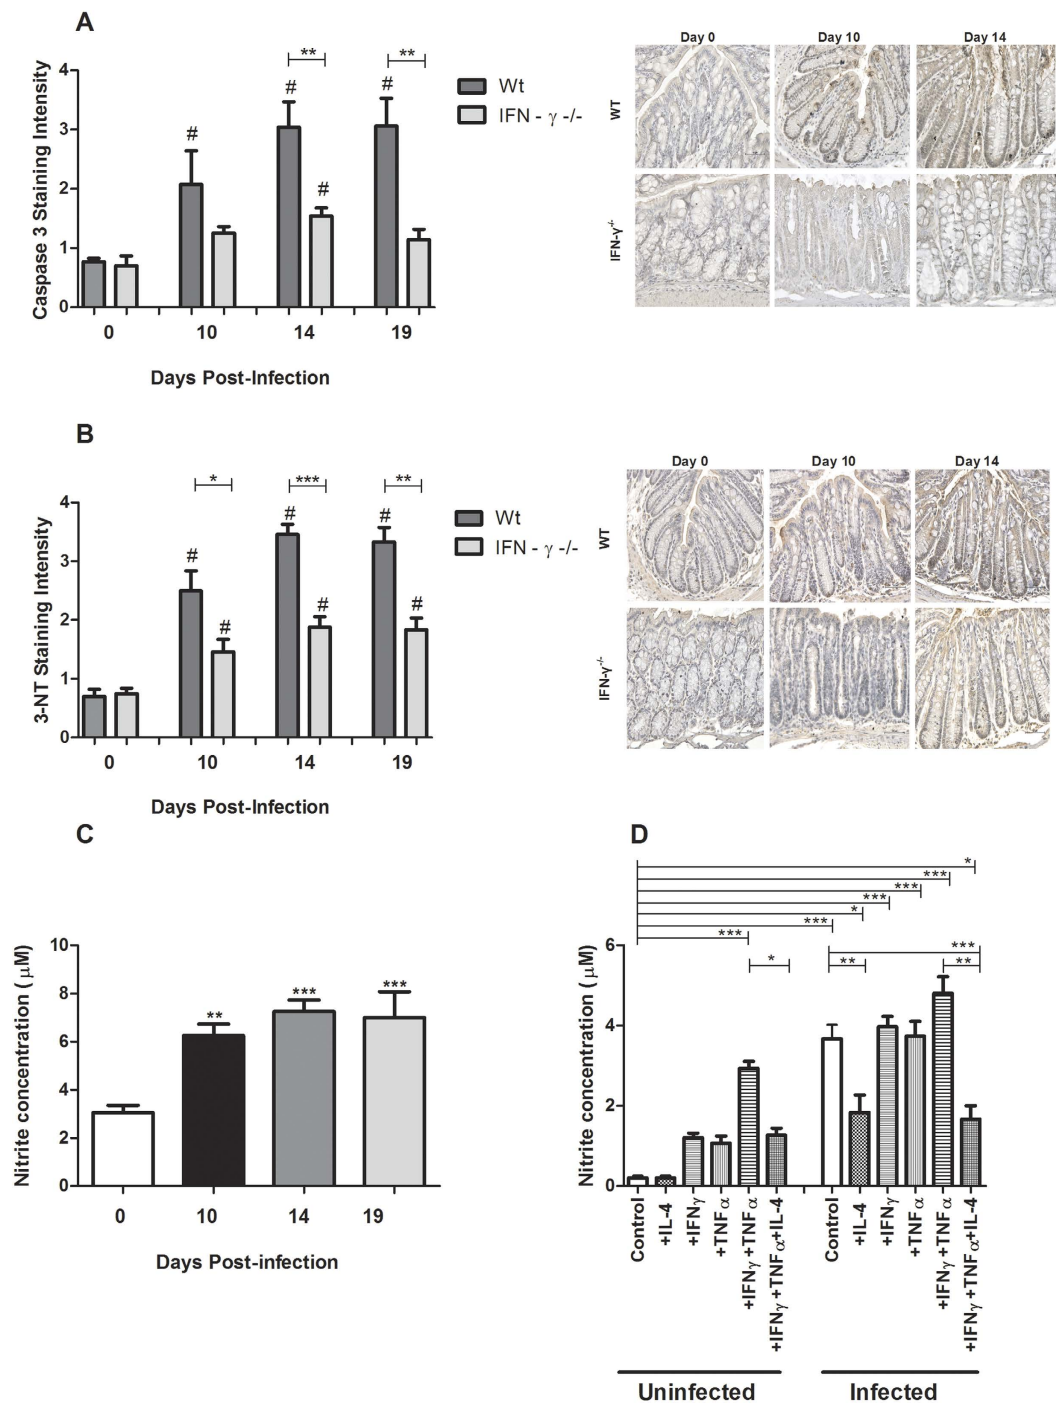 A
Caspase 3 Staining Intensity
4
3
2
1
0
# # # # ** **
0 10 14 19
Days Post-Infection
Wt
IFN - γ -/-
Day 0 Day 10 Day 14
WT
IFN-γ-/-
B
3-NT Staining Intensity
4
3
2
1
0
# # # # # # * *** **
0 10 14 19
Days Post-Infection
Wt
IFN - γ -/-
Day 0 Day 10 Day 14
WT
IFN-γ-/-
C
Nitrite concentration (μM)
10
8
6
4
2
0
** *** ***
0 10 14 19
Days Post-infection
D
Nitrite concentration (μM)
6
4
2
0
*
***
***
***
*
***
***
***
* ** **
Control
+IL-4
+IFNγ
+TNFα
+IFNγ +TNFα
+IFNγ +TNFα+IL-4
Control
+IL-4
+IFNγ
+TNFα
+IFNγ +TNFα
+IFNγ +TNFα+IL-4
Uninfected Infected